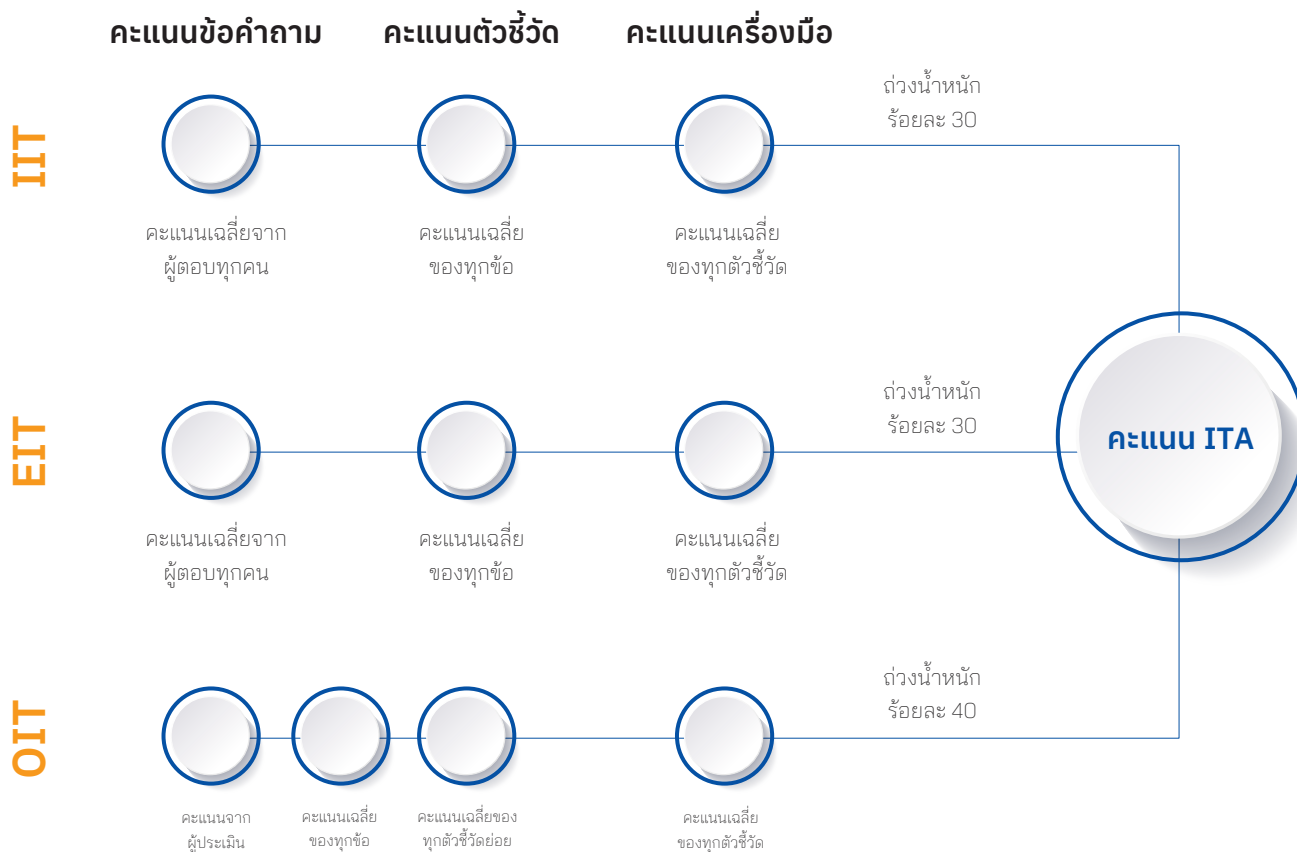 คะแนนข้อคำถาม คะแนนตัวชี้วัด คะแนนเครื่องมือ
IIT
ถ่วงน้ำหนัก
ร้อยละ 30
คะแนนเฉลี่ยจาก คะแนนเฉลี่ย คะแนนเฉลี่ย
ผู้ตอบทุกคน ของทุกข้อ ของทุกตัวชี้วัด
EIT
ถ่วงน้ำหนัก
ร้อยละ 30
คะแนน ITA
คะแนนเฉลี่ยจาก คะแนนเฉลี่ย คะแนนเฉลี่ย
ผู้ตอบทุกคน ของทุกข้อ ของทุกตัวชี้วัด
OIT
ถ่วงน้ำหนัก
ร้อยละ 40
คะแนนจาก คะแนนเฉลี่ย คะแนนเฉลี่ยของ คะแนนเฉลี่ย
ผู้ประเมิน ของทุกข้อ ทุกตัวชี้วัดย่อย ของทุกตัวชี้วัด